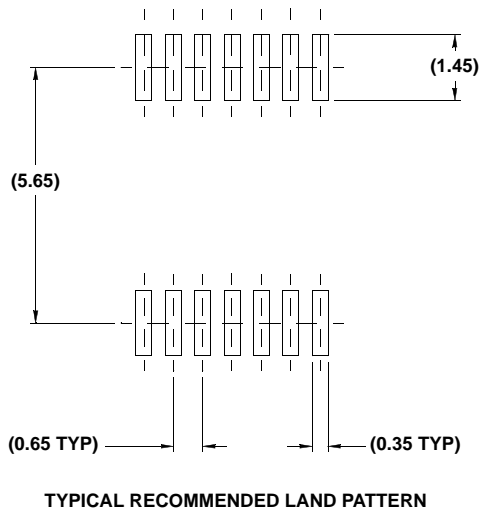 (1.45)
(5.65)
(0.65 TYP)
(0.35 TYP)
TYPICAL RECOMMENDED LAND PATTERN